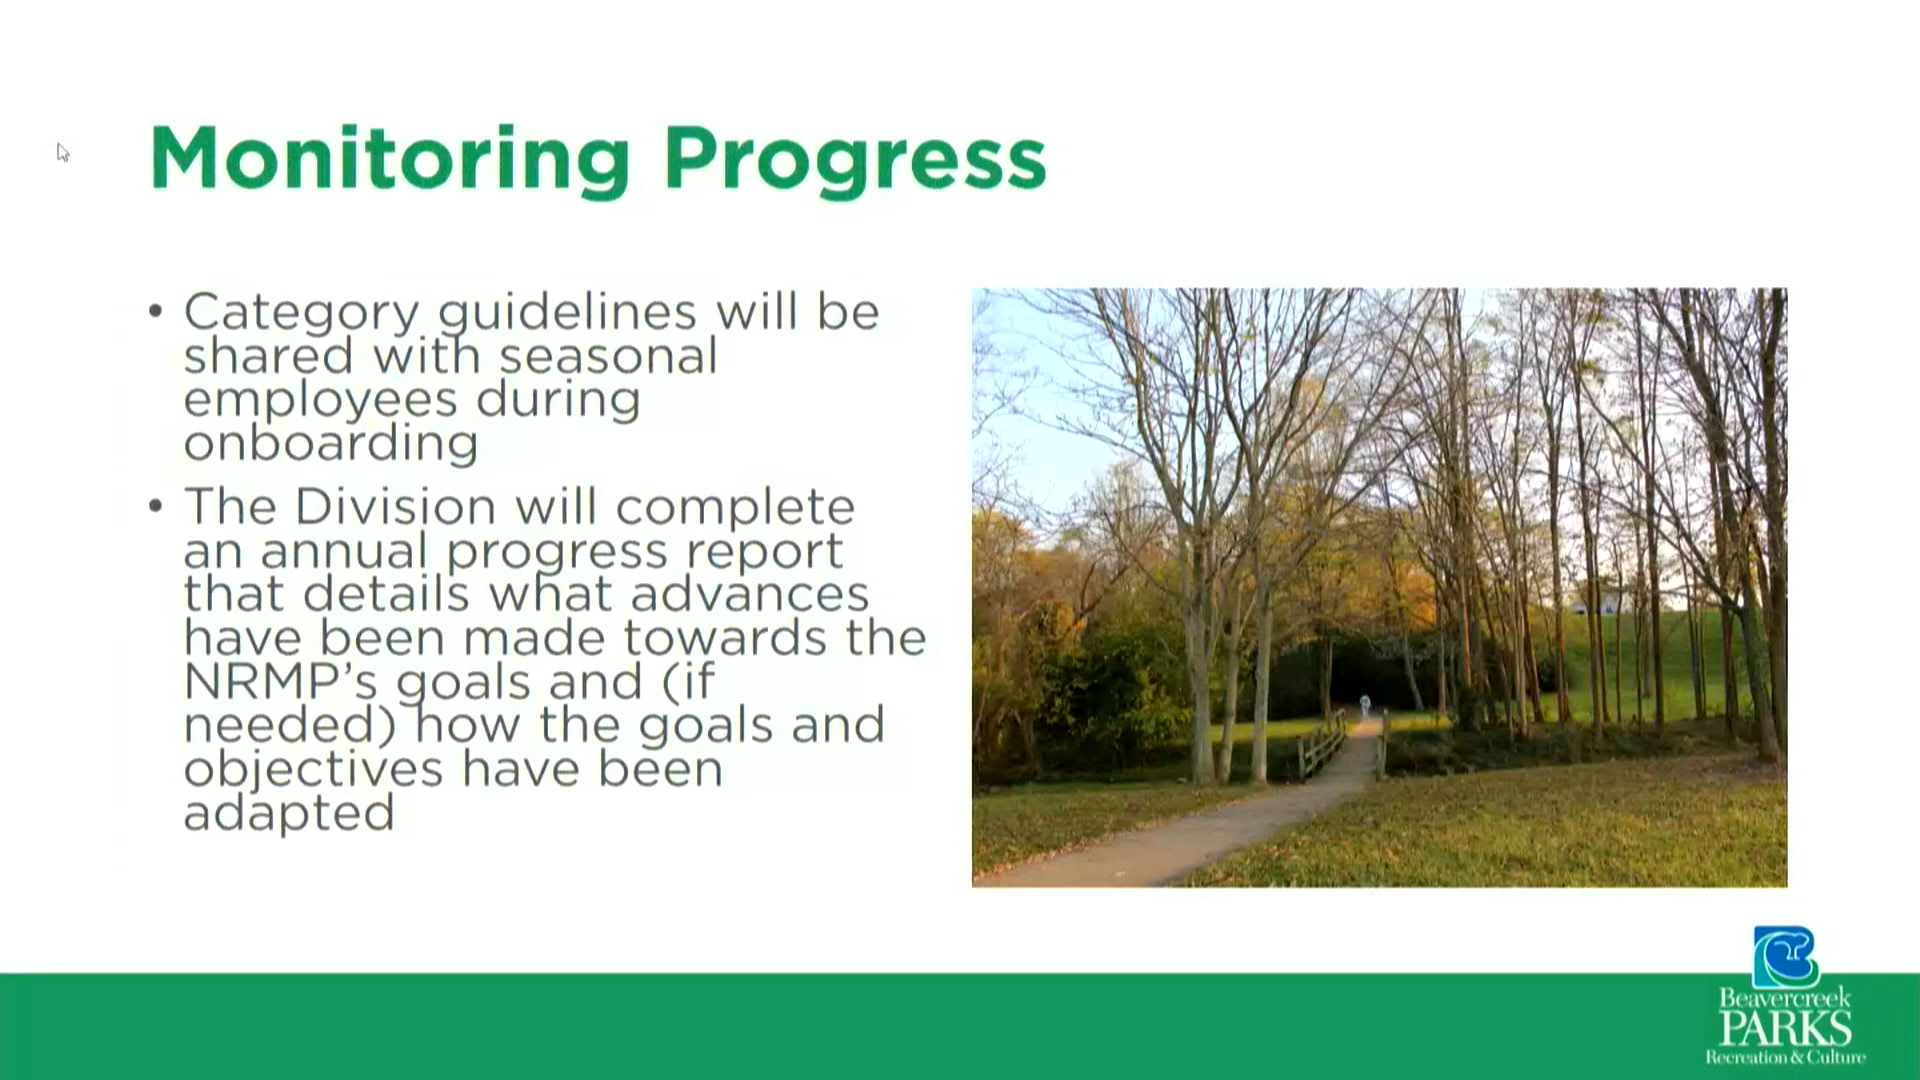 Monitoring Progress
• Category guidelines will be
shared with seasonal
employees during
onboarding
• The Division will complete
an annual progress report
that details what advances
have been made towards the
NRMP’s goals and (if
needed) how the goals and
objectives have been
adapted
Beavercreek
PARKS
Recreation & Culture